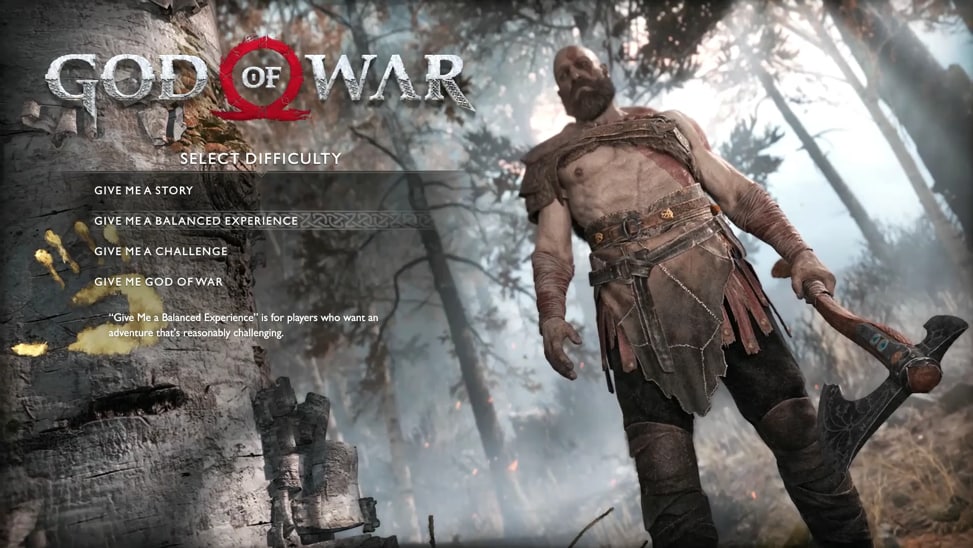 GOD OF WAR
SELECT DIFFICULTY
GIVE ME A STORY
GIVE ME A BALANCED EXPERIENCE
GIVE ME A CHALLENGE
GIVE ME GOD OF WAR
“Give Me a Balanced Experience” is for players who want an
adventure that's reasonably challenging.